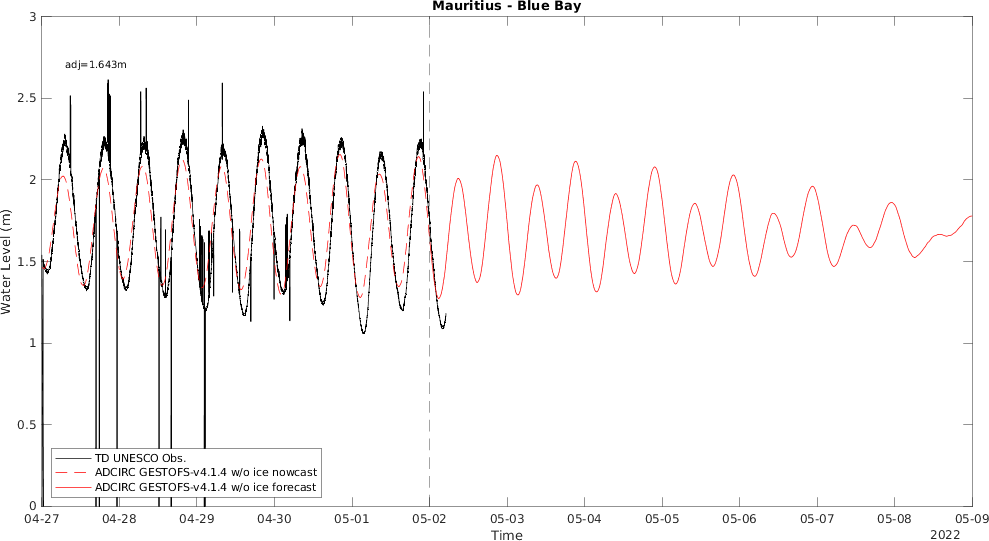 Mauritius - Blue Bay
adj=1.643m
Water Level (m)
3
2.5
2
1.5
1
0.5
0
TD UNESCO Obs.
ADCIRC GESTOFS-v4.1.4 w/o ice nowcast
ADCIRC GESTOFS-v4.1.4 w/o ice forecast
04-27 04-28 04-29 04-30 05-01 05-02 05-03 05-04 05-05 05-06 05-07 05-08 05-09
Time
2022